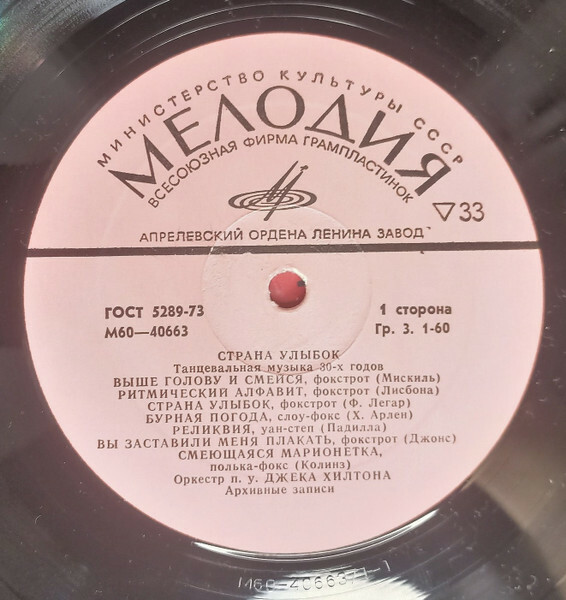 МИНИСТЕРСТВО КУЛЬТУРЫ СССР
МЕЛОДИЯ
ВСЕСОЮЗНАЯ ФИРМА ГРАМПЛАСТИНОК
▽33
АПРЕЛЕВСКИЙ ОРДЕНА ЛЕНИНА ЗАВОД
ГОСТ 5289-73
М60—40663
1 сторона
Гр. 3. 1-60
СТРАНА УЛЫБОК
Танцевальная музыка 30-х годов
ВЫШЕ ГОЛОВУ И СМЕЙСЯ, фокстрот (Мискиль)
РИТМИЧЕСКИЙ АЛФАВИТ, фокстрот (Лисбона)
СТРАНА УЛЫБОК, фокстрот (Ф. Легар)
БУРНАЯ ПОГОДА, слоу-фокс (Х. Арлен)
РЕЛИКВИЯ, уан-степ (Падилла)
ВЫ ЗАСТАВИЛИ МЕНЯ ПЛАКАТЬ, фокстрот (Джонс)
СМЕЮЩАЯСЯ МАРИОНЕТКА,
полька-фокс (Колинз)
Оркестр п. у. ДЖЕКА ХИЛТОНА
Архивные записи